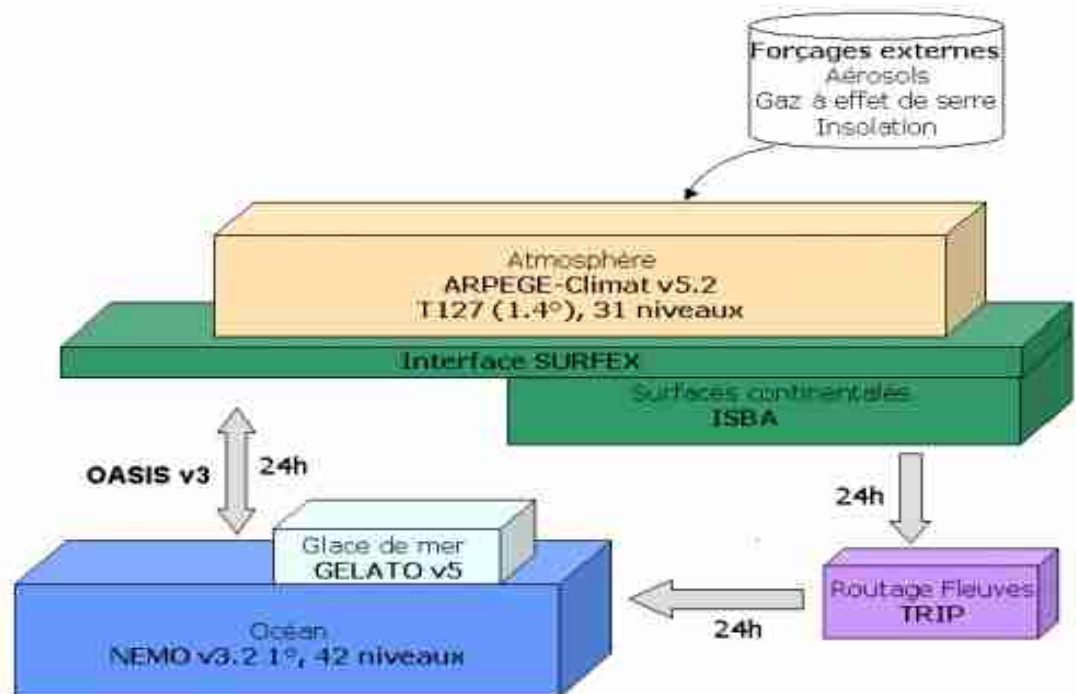 Forçages externes
Aérosols
Gaz à effet de serre
Insolation
Atmosphère
ARPEGE-Climat v5.2
T127 (1.4°), 31 niveaux
Interface SURFEX
Surfaces continentales
ISBA
OASIS v3
24h
24h
Glace de mer
GELATO v5
Routage Fleuves
TRIP
24h
Océan
NEMO v3.2 1°, 42 niveaux